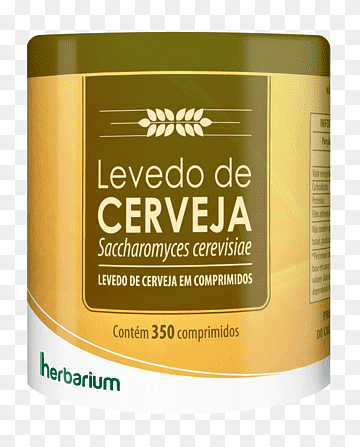 Levedo de
CERVEJA
Saccharomyces cerevisiae
LEVEDO DE CERVEJA EM COMPRIMIDOS
Contém 350 comprimidos
herbarium